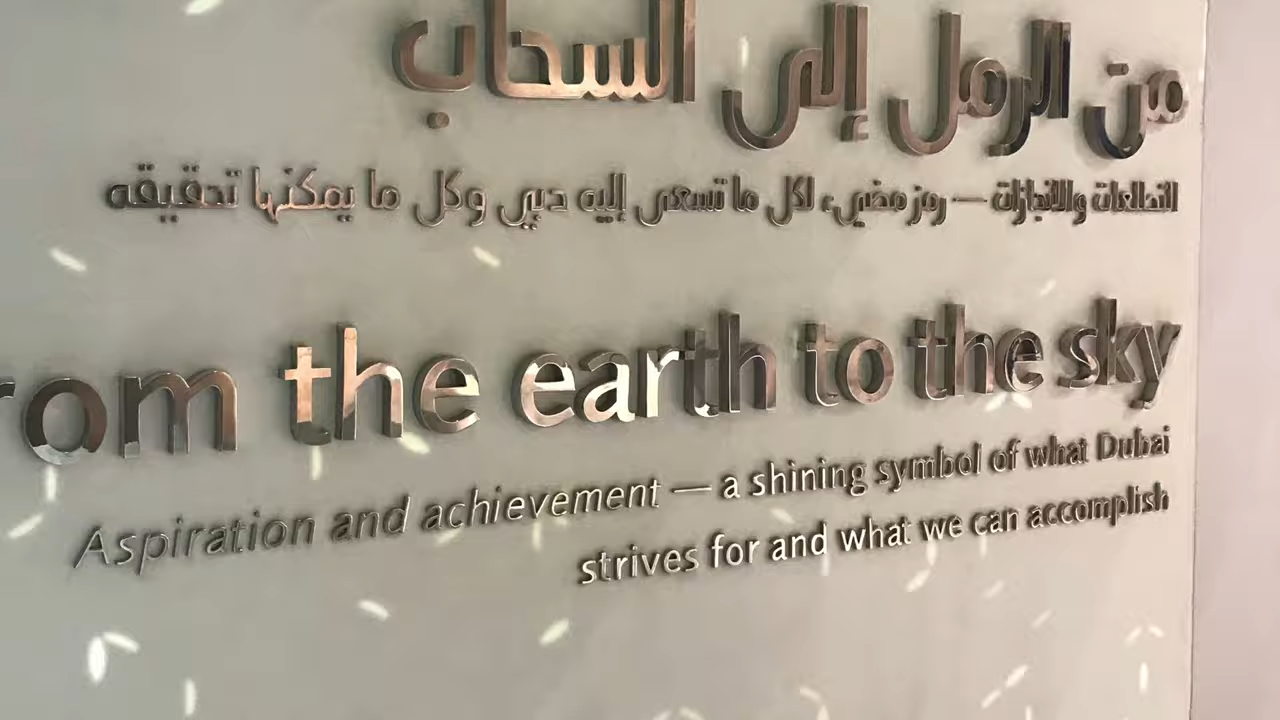 من الرمل إلى السحاب
التطلعات والانجازات — رمز مضيء لكل ما تسعى إليه دبي وكل ما يمكنها تحقيقه
rom the earth to the sky
Aspiration and achievement — a shining symbol of what Dubai
strives for and what we can accomplish